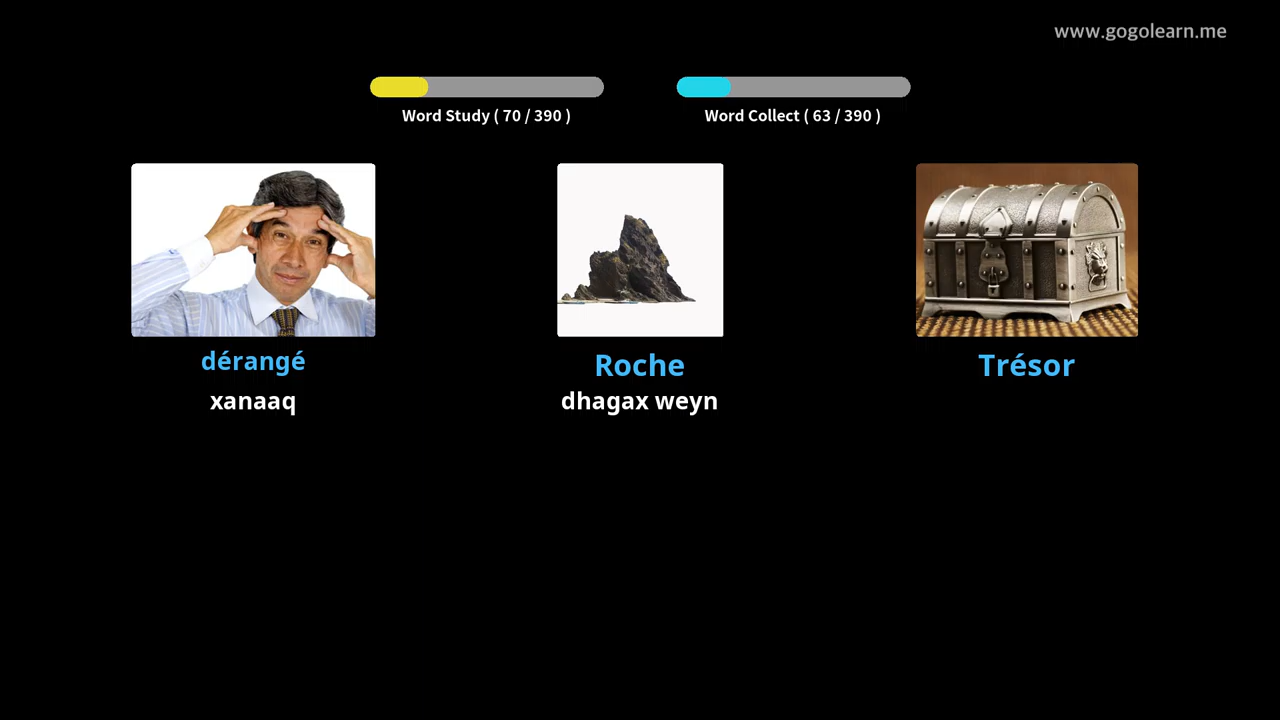 www.gogolearn.me
Word Study ( 70 / 390 )
Word Collect ( 63 / 390 )
dérangé
xanaaq
Roche
dhagax weyn
Trésor